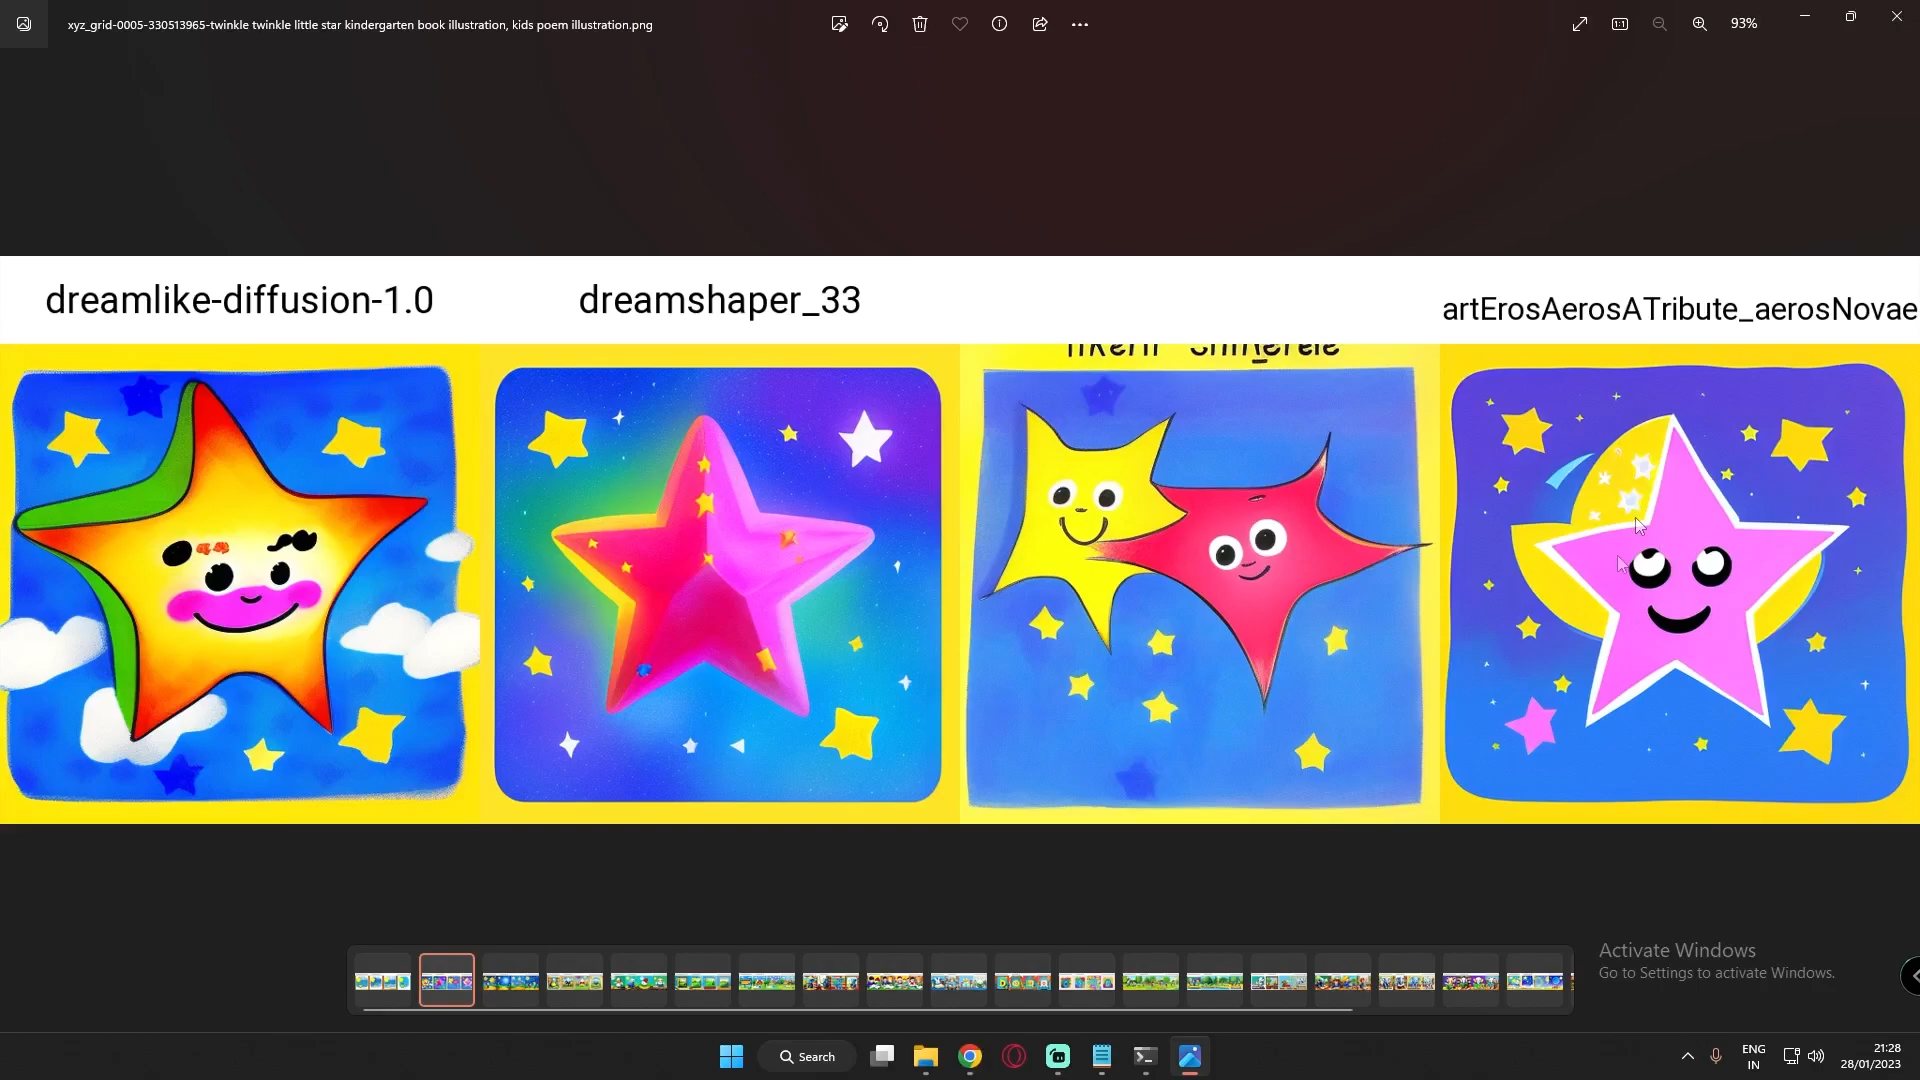 xyz_grid-0005-330513965-twinkle twinkle little star kindergarten book illustration, kids poem illustration.png
93%
dreamlike-diffusion-1.0
dreamshaper_33
artErosAerosATribute_aerosNovae
Activate Windows
Go to Settings to activate Windows.
Search
ENG
IN
21:28
28/01/2023